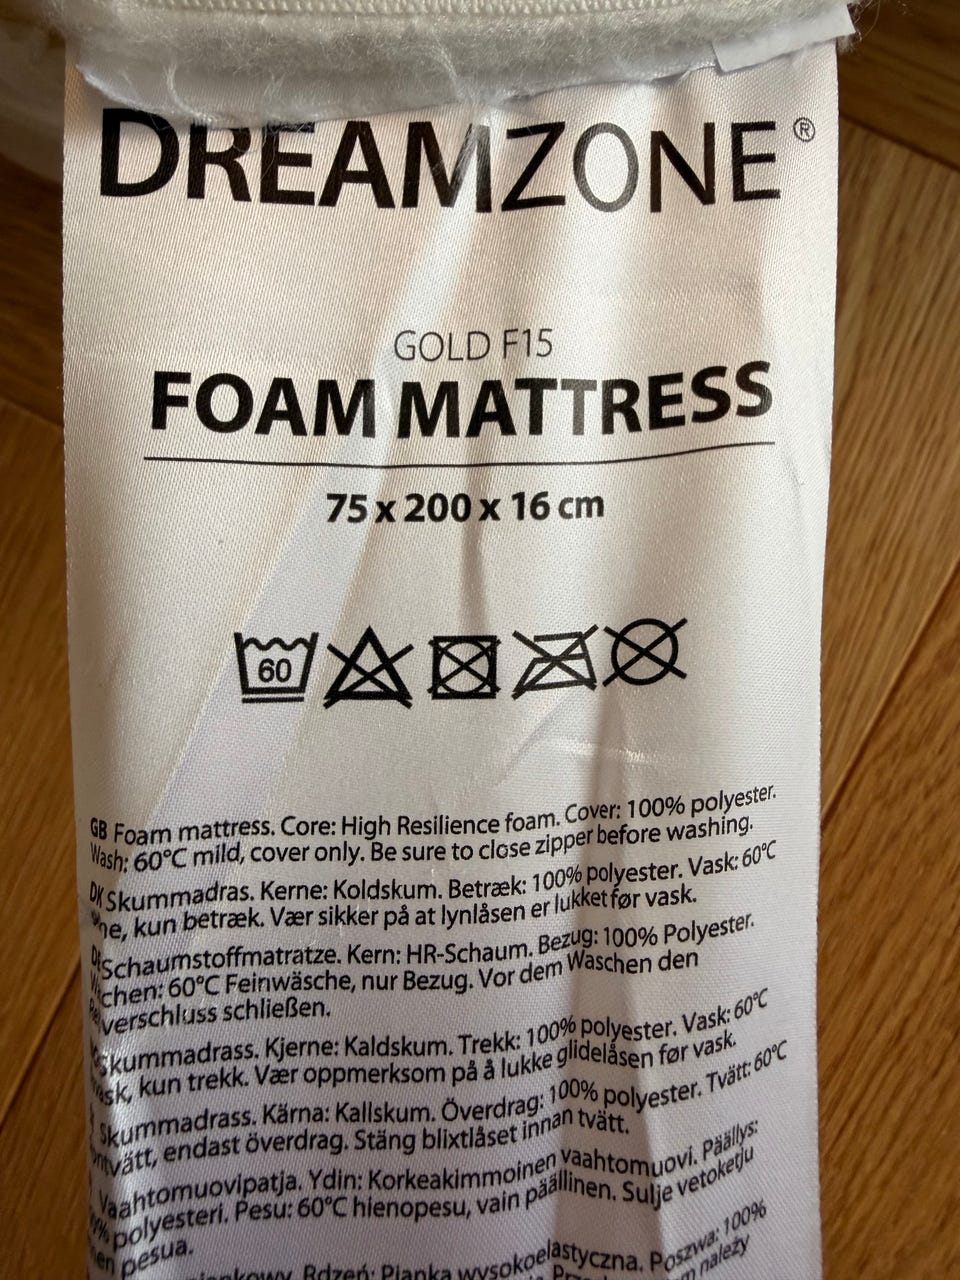 DREAMZONE®
GOLD F15
FOAM MATTRESS
75 x 200 x 16 cm
60
GB Foam mattress. Core: High Resilience foam. Cover: 100% polyester.
Wash: 60°C mild, cover only. Be sure to close zipper before washing.
DK Skummadras. Kerne: Koldskum. Betræk: 100% polyester. Vask: 60°C
kun betræk. Vær sikker på at lynlåsen er lukket før vask.
Schaumstoffmatratze. Kern: HR-Schaum. Bezug: 100% Polyester.
60°C Feinwäsche, nur Bezug. Vor dem Waschen den
schließen.
Skummadrass. Kjerne: Kaldskum. Trekk: 100% polyester. Vask: 60°C
kun trekk. Vær oppmerksom på å lukke glidelåsen før vask.
Skummadrass. Kärna: Kallskum. Överdrag: 100% polyester. Tvätt: 60°C
endast överdrag. Stäng blixtlåset innan tvätt.
Vaahtomuovipatja. Ydin: Korkeakimmoinen vaahtomuovi. Päällys:
polyesteri. Pesu: 60°C hienopesu, vain päällinen. Sulje vetoketju
pesua.
Rdzeń: Pianka wysokoelastyczna. Poszwa: 100%
należy